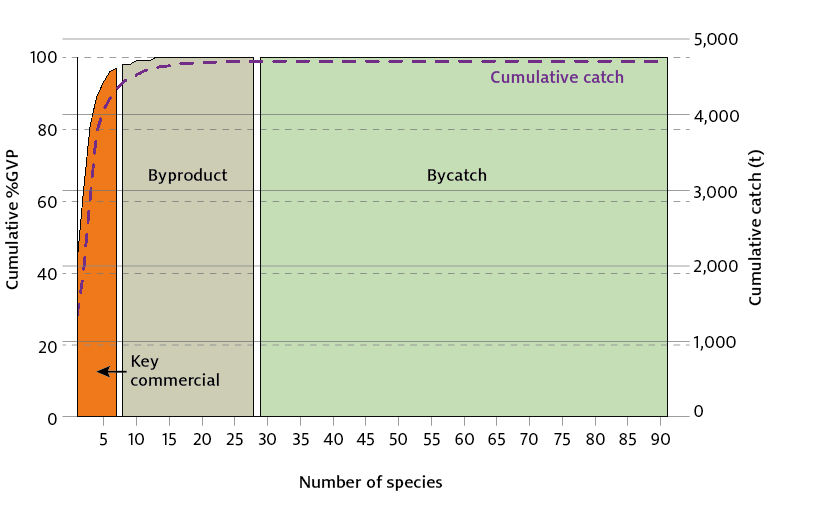 5,000
100
Cumulative catch
4,000
80
Byproduct
Bycatch
3,000
60
Cumulative %GVP
Cumulative catch (t)
2,000
40
1,000
20
Key
commercial
0
0
5 10 15 20 25 30 35 40 45 50 55 60 65 70 75 80 85 90
Number of species